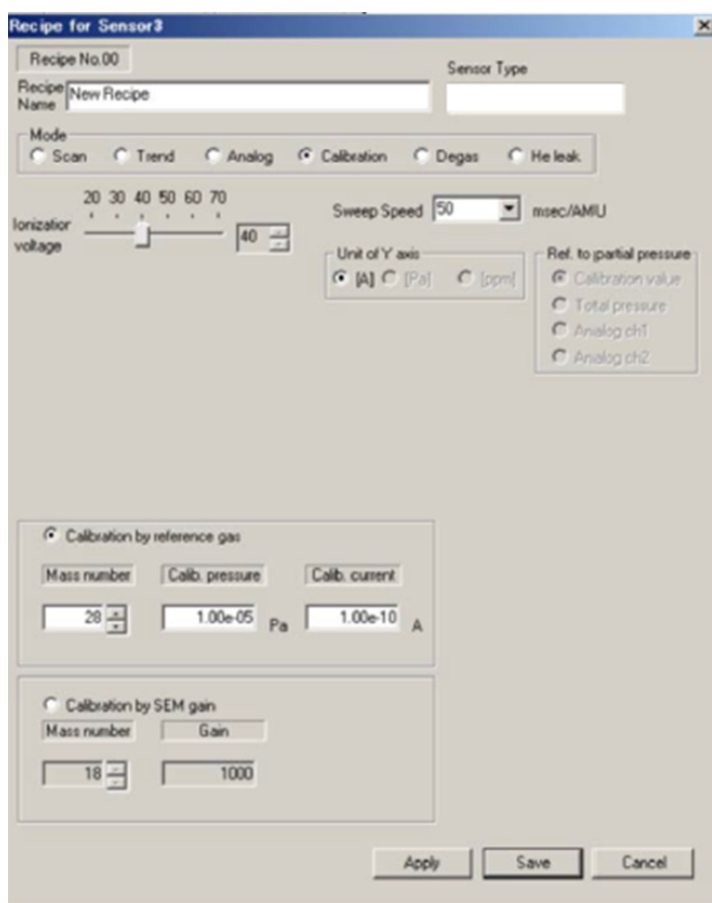 Recipe for Sensor3
Recipe No.00
Sensor Type
Recipe Name New Recipe
Mode
Scan Trend Analog Calibration Degas He leak
20 30 40 50 60 70
Ionizatior voltage 40
Sweep Speed 50 msec/AMU
Unit of Y axis
[A] [Pa] [ppm]
Ref. to partial pressure
Calibration value
Total pressure
Analog ch1
Analog ch2
Calibration by reference gas
Mass number Calib. pressure Calib. current
28 1.00e-05 Pa 1.00e-10 A
Calibration by SEM gain
Mass number Gain
18 1000
Apply Save Cancel